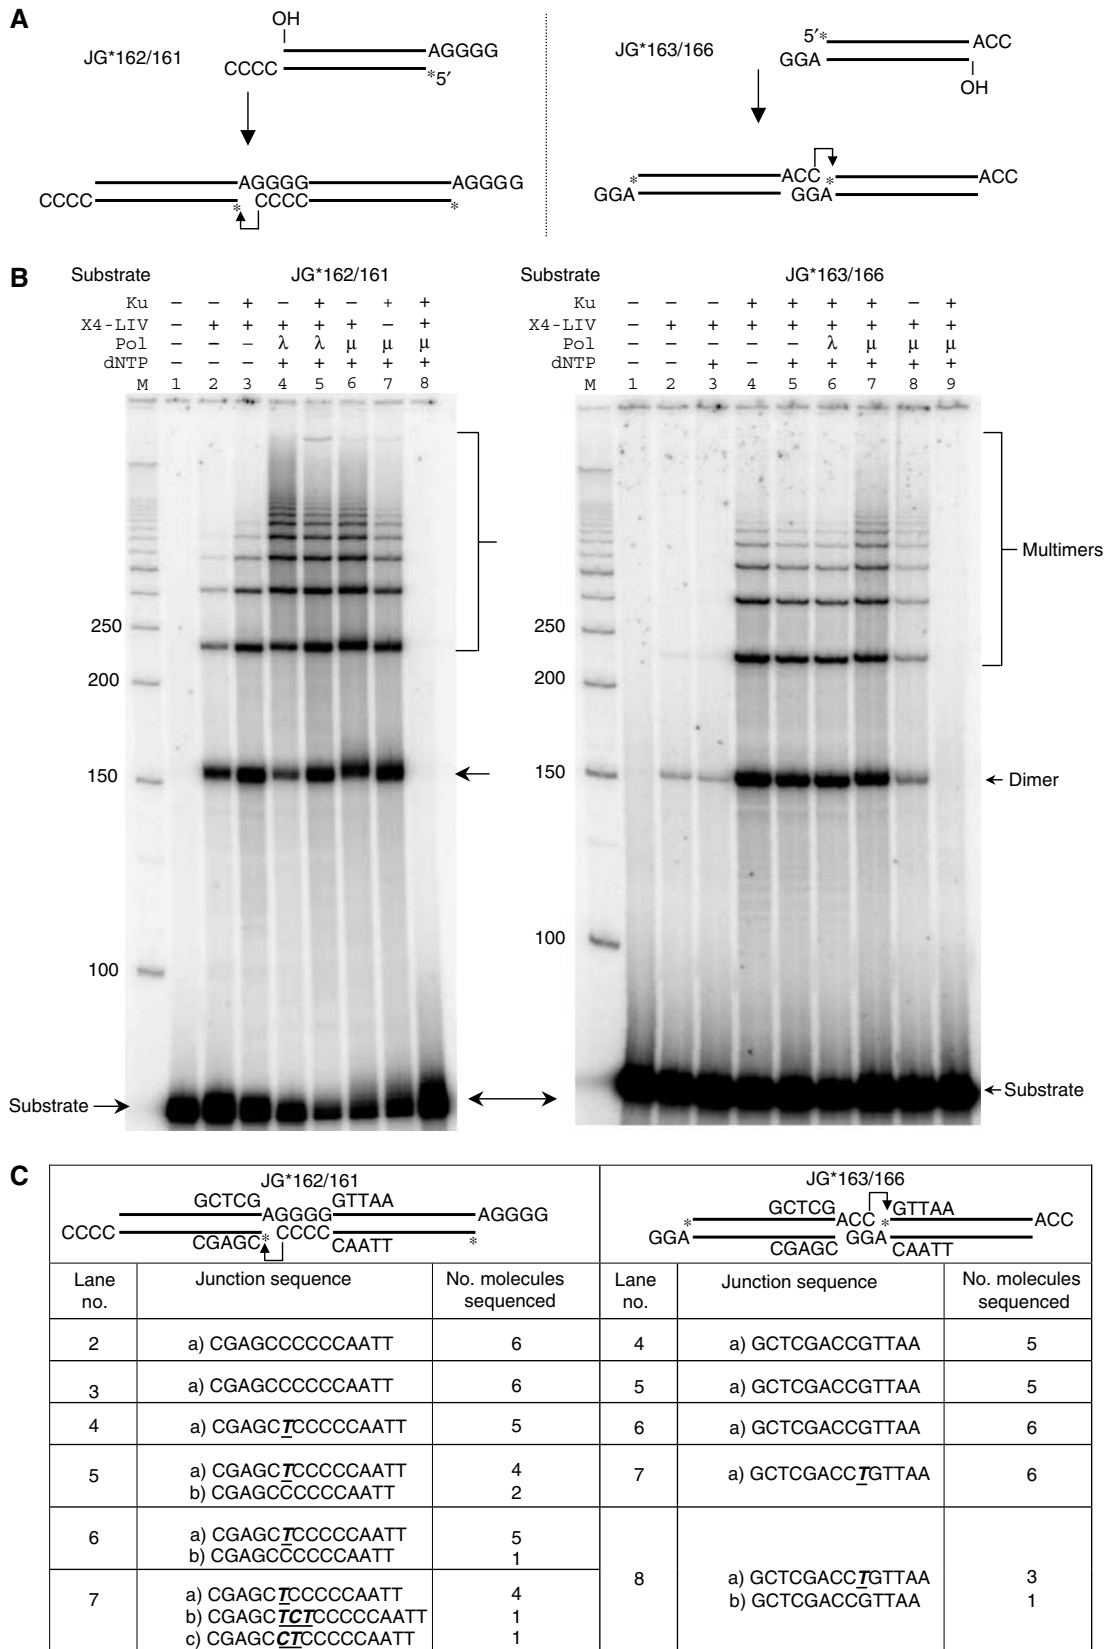 A
OH
JG*162/161
AGGGG
CCCC
*5′
AGGGG
AGGGG
CCCC
* CCCC
*
JG*163/166
5′*
ACC
GGA
OH
* ACC * ACC
GGA GGA
B
Substrate JG*162/161
Ku – – + – + – + +
X4-LIV – + + + + + – +
Pol – – – λ λ μ μ μ
dNTP – – – + + + + +
M 1 2 3 4 5 6 7 8
250
200
150
100
Substrate
Substrate JG*163/166
Ku – – – + + + + – +
X4-LIV – + + + + + + + +
Pol – – – – – λ μ μ μ
dNTP – – + – + + + + +
M 1 2 3 4 5 6 7 8 9
250
200
150
100
Multimers
Dimer
Substrate
C
JG*162/161
GCTCG AGGGG GTTAA AGGGG
CCCC CGAGC * CCCC CAATT *
JG*163/166
GCTCG ACC * GTTAA ACC
* GGA CGAGC GGA CAATT
Lane no. Junction sequence No. molecules sequenced
2 a) CGAGCCCCCCAATT 6
3 a) CGAGCCCCCCAATT 6
4 a) CGAGCTCCCCCAATT 5
5 a) CGAGCTCCCCCAATT 4
b) CGAGCCCCCCAATT 2
6 a) CGAGCTCCCCCAATT 5
b) CGAGCCCCCCAATT 1
7 a) CGAGCTCCCCCAATT 4
b) CGAGCTCTCCCCCAATT 1
c) CGAGCCTCCCCCAATT 1
Lane no. Junction sequence No. molecules sequenced
4 a) GCTCGACCGTTAA 5
5 a) GCTCGACCGTTAA 5
6 a) GCTCGACCGTTAA 6
7 a) GCTCGACCTGTTAA 6
8 a) GCTCGACCTGTTAA 3
b) GCTCGACCGTTAA 1